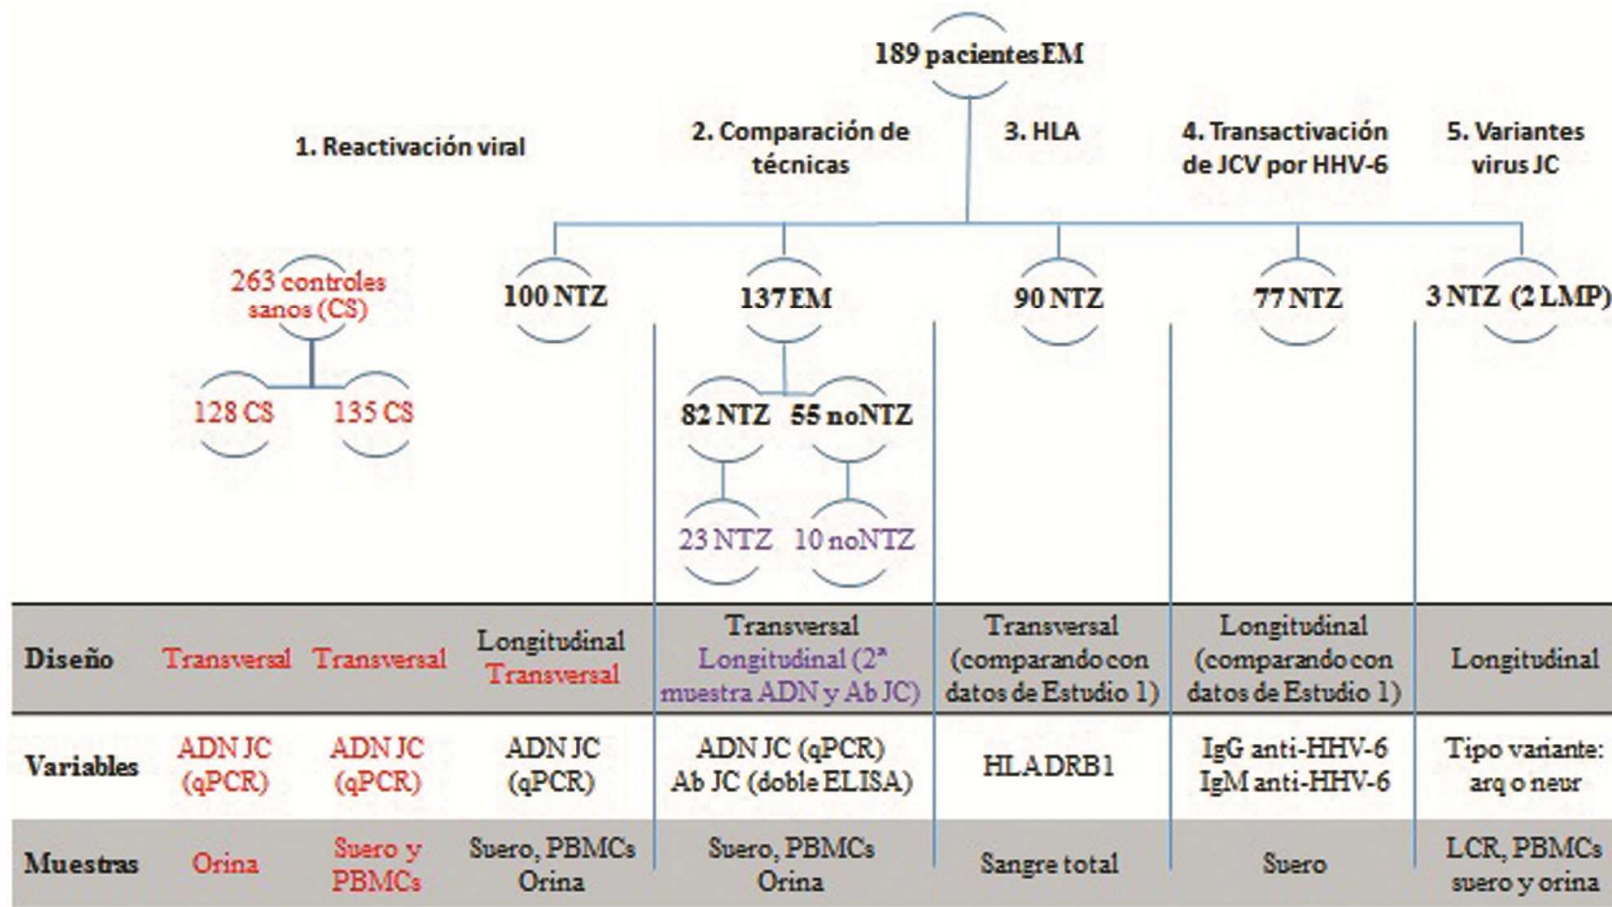 189 pacientes EM
1. Reactivación viral
2. Comparación de
técnicas
3. HLA
4. Transactivación
de JCV por HHV-6
5. Variantes
virus JC
263 controles
sanos (CS)
128 CS
135 CS
100 NTZ
137 EM
82 NTZ
55 noNTZ
23 NTZ
10 noNTZ
90 NTZ
77 NTZ
3 NTZ (2 LMP)
Diseño
Transversal
Transversal
Longitudinal
Transversal
Transversal
Longitudinal (2ª
muestra ADN y Ab JC)
Transversal
(comparando con
datos de Estudio 1)
Longitudinal
(comparando con
datos de Estudio 1)
Longitudinal
Variables
ADN JC
(qPCR)
ADN JC
(qPCR)
ADN JC
(qPCR)
ADN JC (qPCR)
Ab JC (doble ELISA)
HLADRB1
IgG anti-HHV-6
IgM anti-HHV-6
Tipo variante:
arq o neur
Muestras
Orina
Suero y
PBMCs
Suero, PBMCs
Orina
Suero, PBMCs
Orina
Sangre total
Suero
LCR, PBMCs
suero y orina